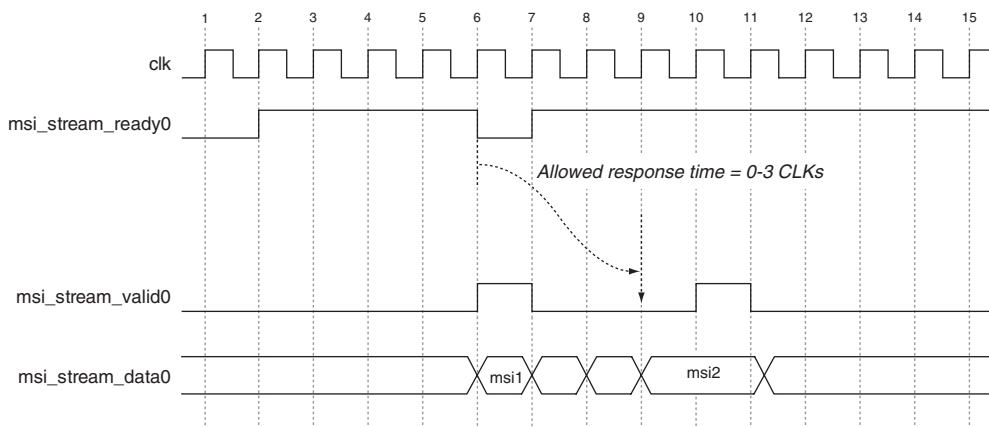 1 2 3 4 5 6 7 8 9 10 11 12 13 14 15
clk
msi_stream_ready0
Allowed response time = 0-3 CLKs
msi_stream_valid0
msi_stream_data0
msi1
msi2